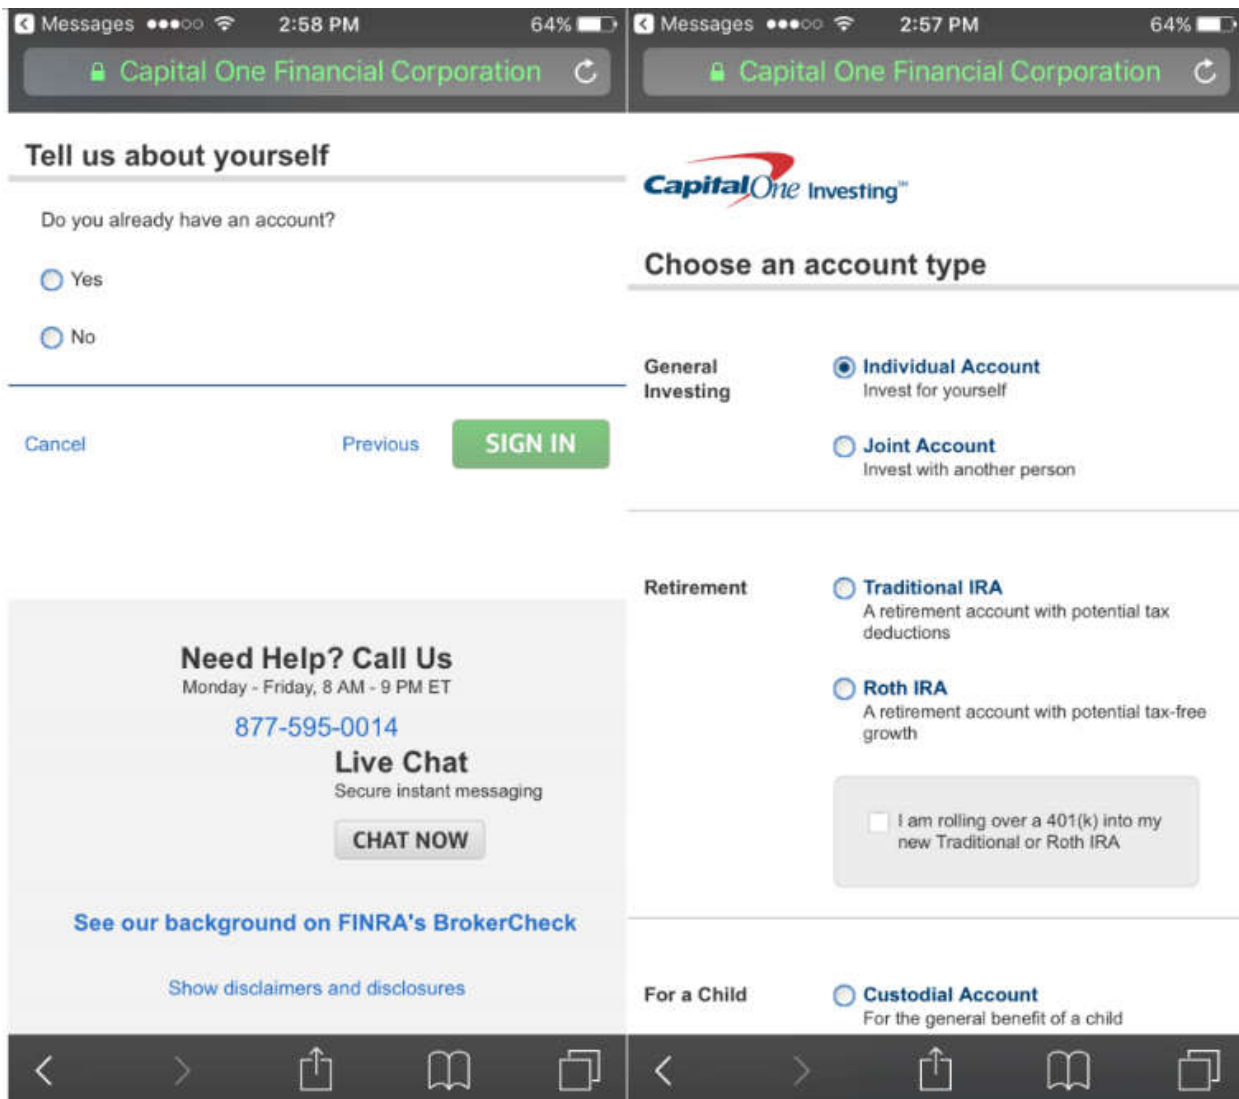 Messages 2:58 PM 64%
Capital One Financial Corporation
Tell us about yourself
Do you already have an account?
Yes
No
Cancel Previous SIGN IN
Need Help? Call Us
Monday - Friday, 8 AM - 9 PM ET
877-595-0014
Live Chat
Secure instant messaging
CHAT NOW
See our background on FINRA's BrokerCheck
Show disclaimers and disclosures
Messages 2:57 PM 64%
Capital One Financial Corporation
CapitalOne Investing℠
Choose an account type
General
Investing
Individual Account
Invest for yourself
Joint Account
Invest with another person
Retirement
Traditional IRA
A retirement account with potential tax
deductions
Roth IRA
A retirement account with potential tax-free
growth
I am rolling over a 401(k) into my
new Traditional or Roth IRA
For a Child
Custodial Account
For the general benefit of a child